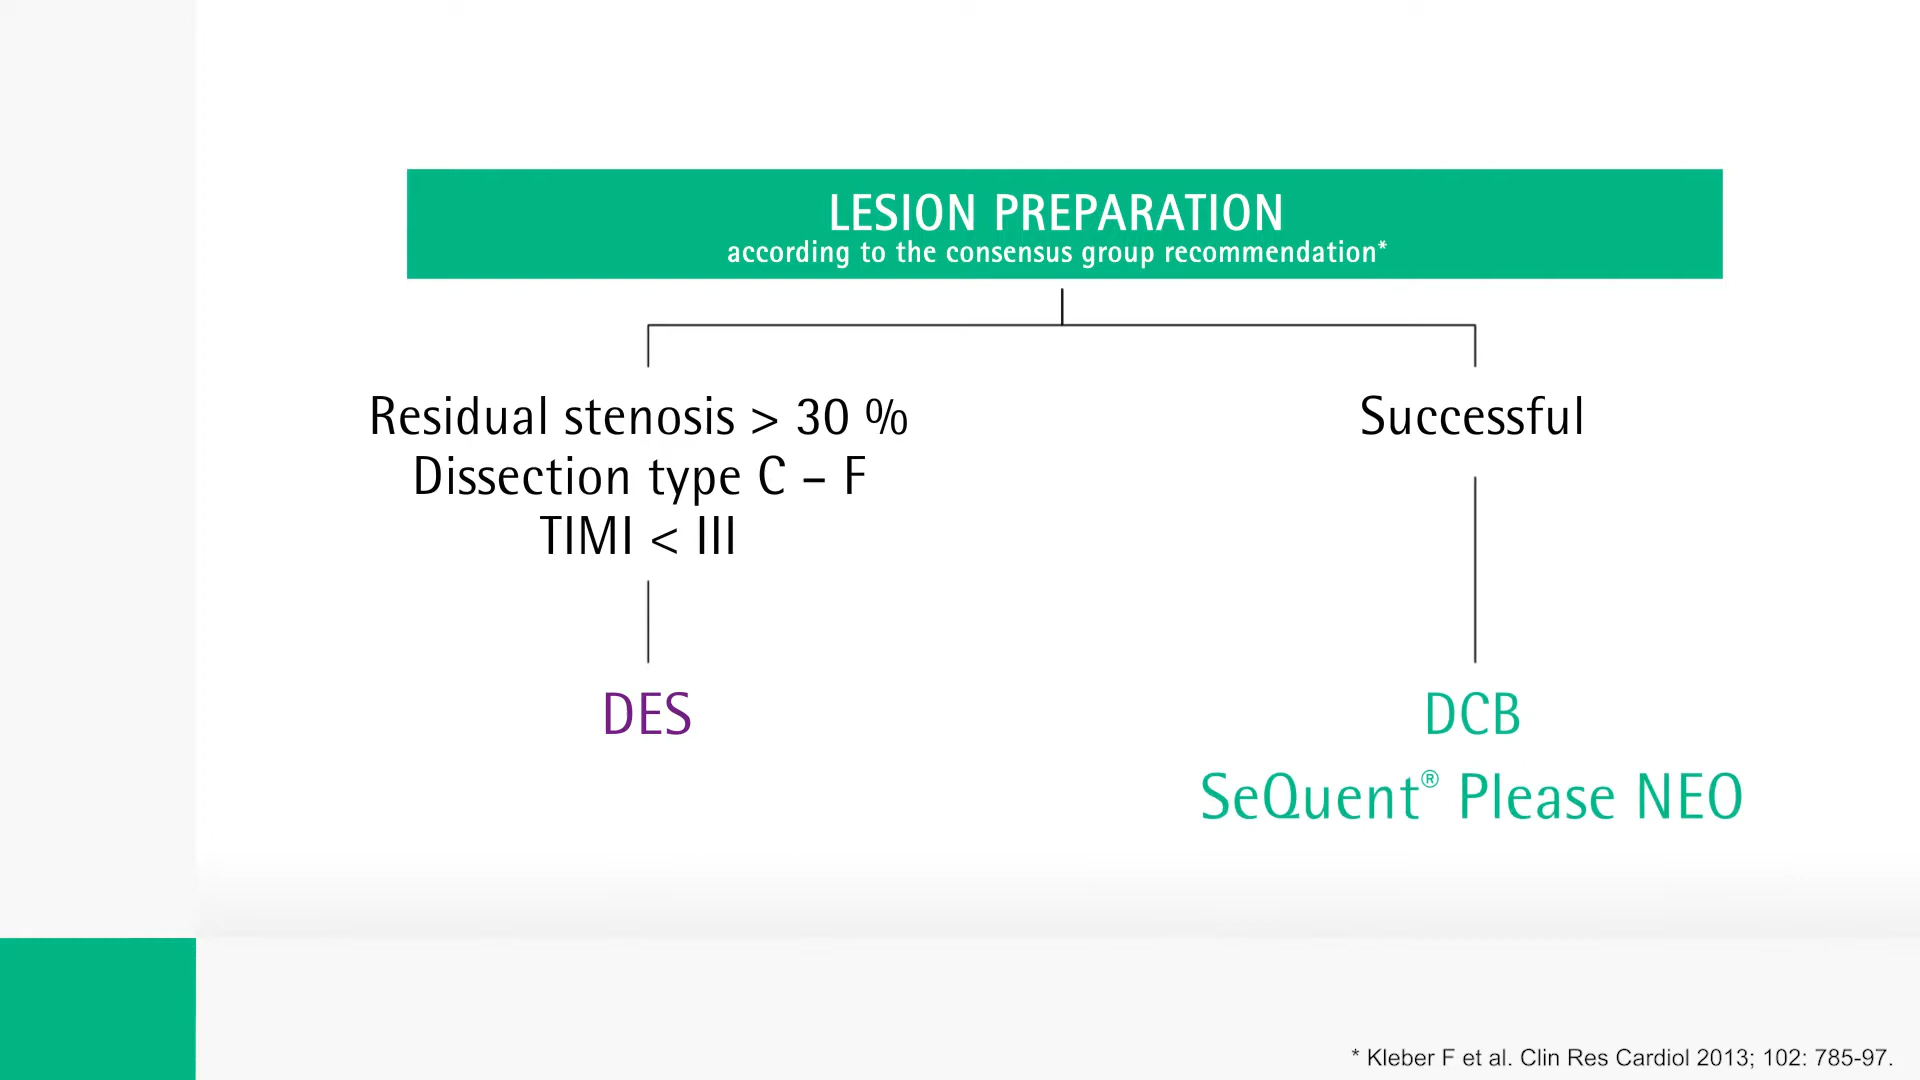 LESION PREPARATION
according to the consensus group recommendation*
Residual stenosis > 30 %
Dissection type C – F
TIMI < III
Successful
DES
DCB
SeQuent® Please NEO
* Kleber F et al. Clin Res Cardiol 2013; 102: 785-97.